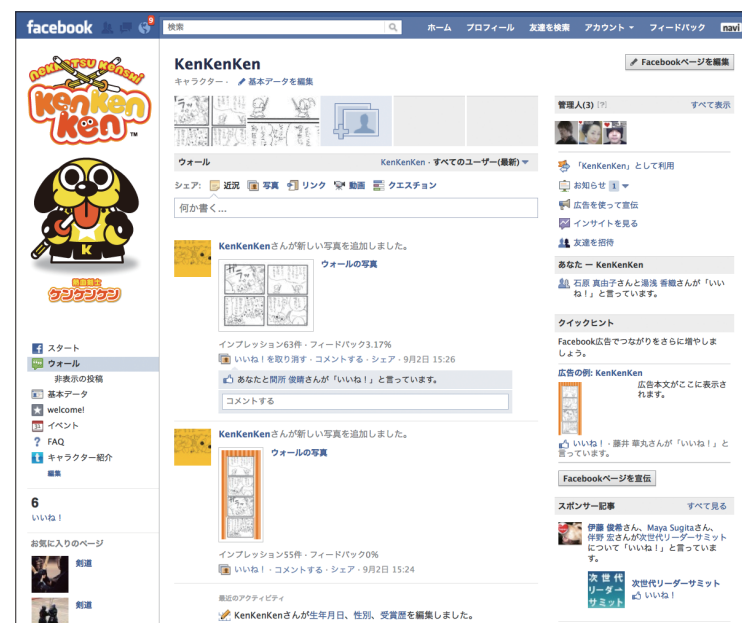 facebook
9
検索
ホーム
プロフィール
友達を検索
アカウント
フィードバック
navi
NEKKETSU KENSHI
Ken Ken Ken
TM
K
熱血剣士
ケンケンケン
スタート
ウォール
非表示の投稿
基本データ
welcome!
イベント
FAQ
キャラクター紹介
編集
6
いいね！
お気に入りのページ
剣道
剣道
KenKenKen
キャラクター · 基本データを編集
ウォール
KenKenKen · すべてのユーザー(最新)
シェア: 近況 写真 リンク 動画 クエスチョン
何か書く...
KenKenKenさんが新しい写真を追加しました。
ウォールの写真
インプレッション63件 · フィードバック3.17%
いいね！を取り消す · コメントする · シェア · 9月2日 15:26
あなたと間所 俊晴さんが「いいね！」と言っています。
コメントする
KenKenKenさんが新しい写真を追加しました。
ウォールの写真
インプレッション55件 · フィードバック0%
いいね！ · コメントする · シェア · 9月2日 15:24
最近のアクティビティ
KenKenKenさんが生年月日、性別、受賞歴を編集しました。
Facebookページを編集
管理人(3) [?]
すべて表示
「KenKenKen」として利用
お知らせ 1
広告を使って宣伝
インサイトを見る
友達を招待
あなた ー KenKenKen
石原 真由子さんと湯浅 香織さんが「いい
ね！」と言っています。
クイックヒント
Facebook広告でつながりをさらに増やしま
しょう。
広告の例: KenKenKen
広告本文がここに表示さ
れます。
いいね！ · 藤井 華丸さんが「いいね！」と
言っています。
Facebookページを宣伝
スポンサー記事
すべて見る
伊藤 俊希さん、Maya Sugitaさん、
伴野 宏さんが次世代リーダーサミット
について「いいね！」と言っていま
す。
次世代
リーダー
サミット
次世代リーダーサミット
いいね！